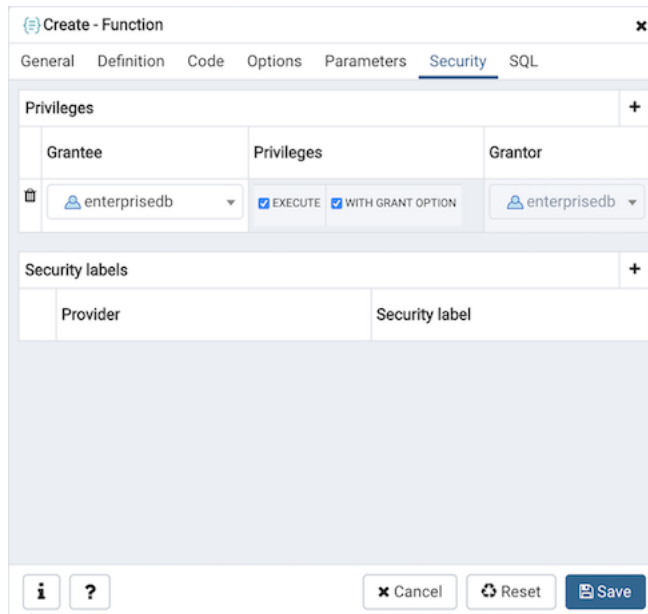 Create - Function
General Definition Code Options Parameters Security SQL
Privileges
Grantee Privileges Grantor
enterprisedb EXECUTE WITH GRANT OPTION enterprisedb
Security labels
Provider Security label
i ? Cancel Reset Save